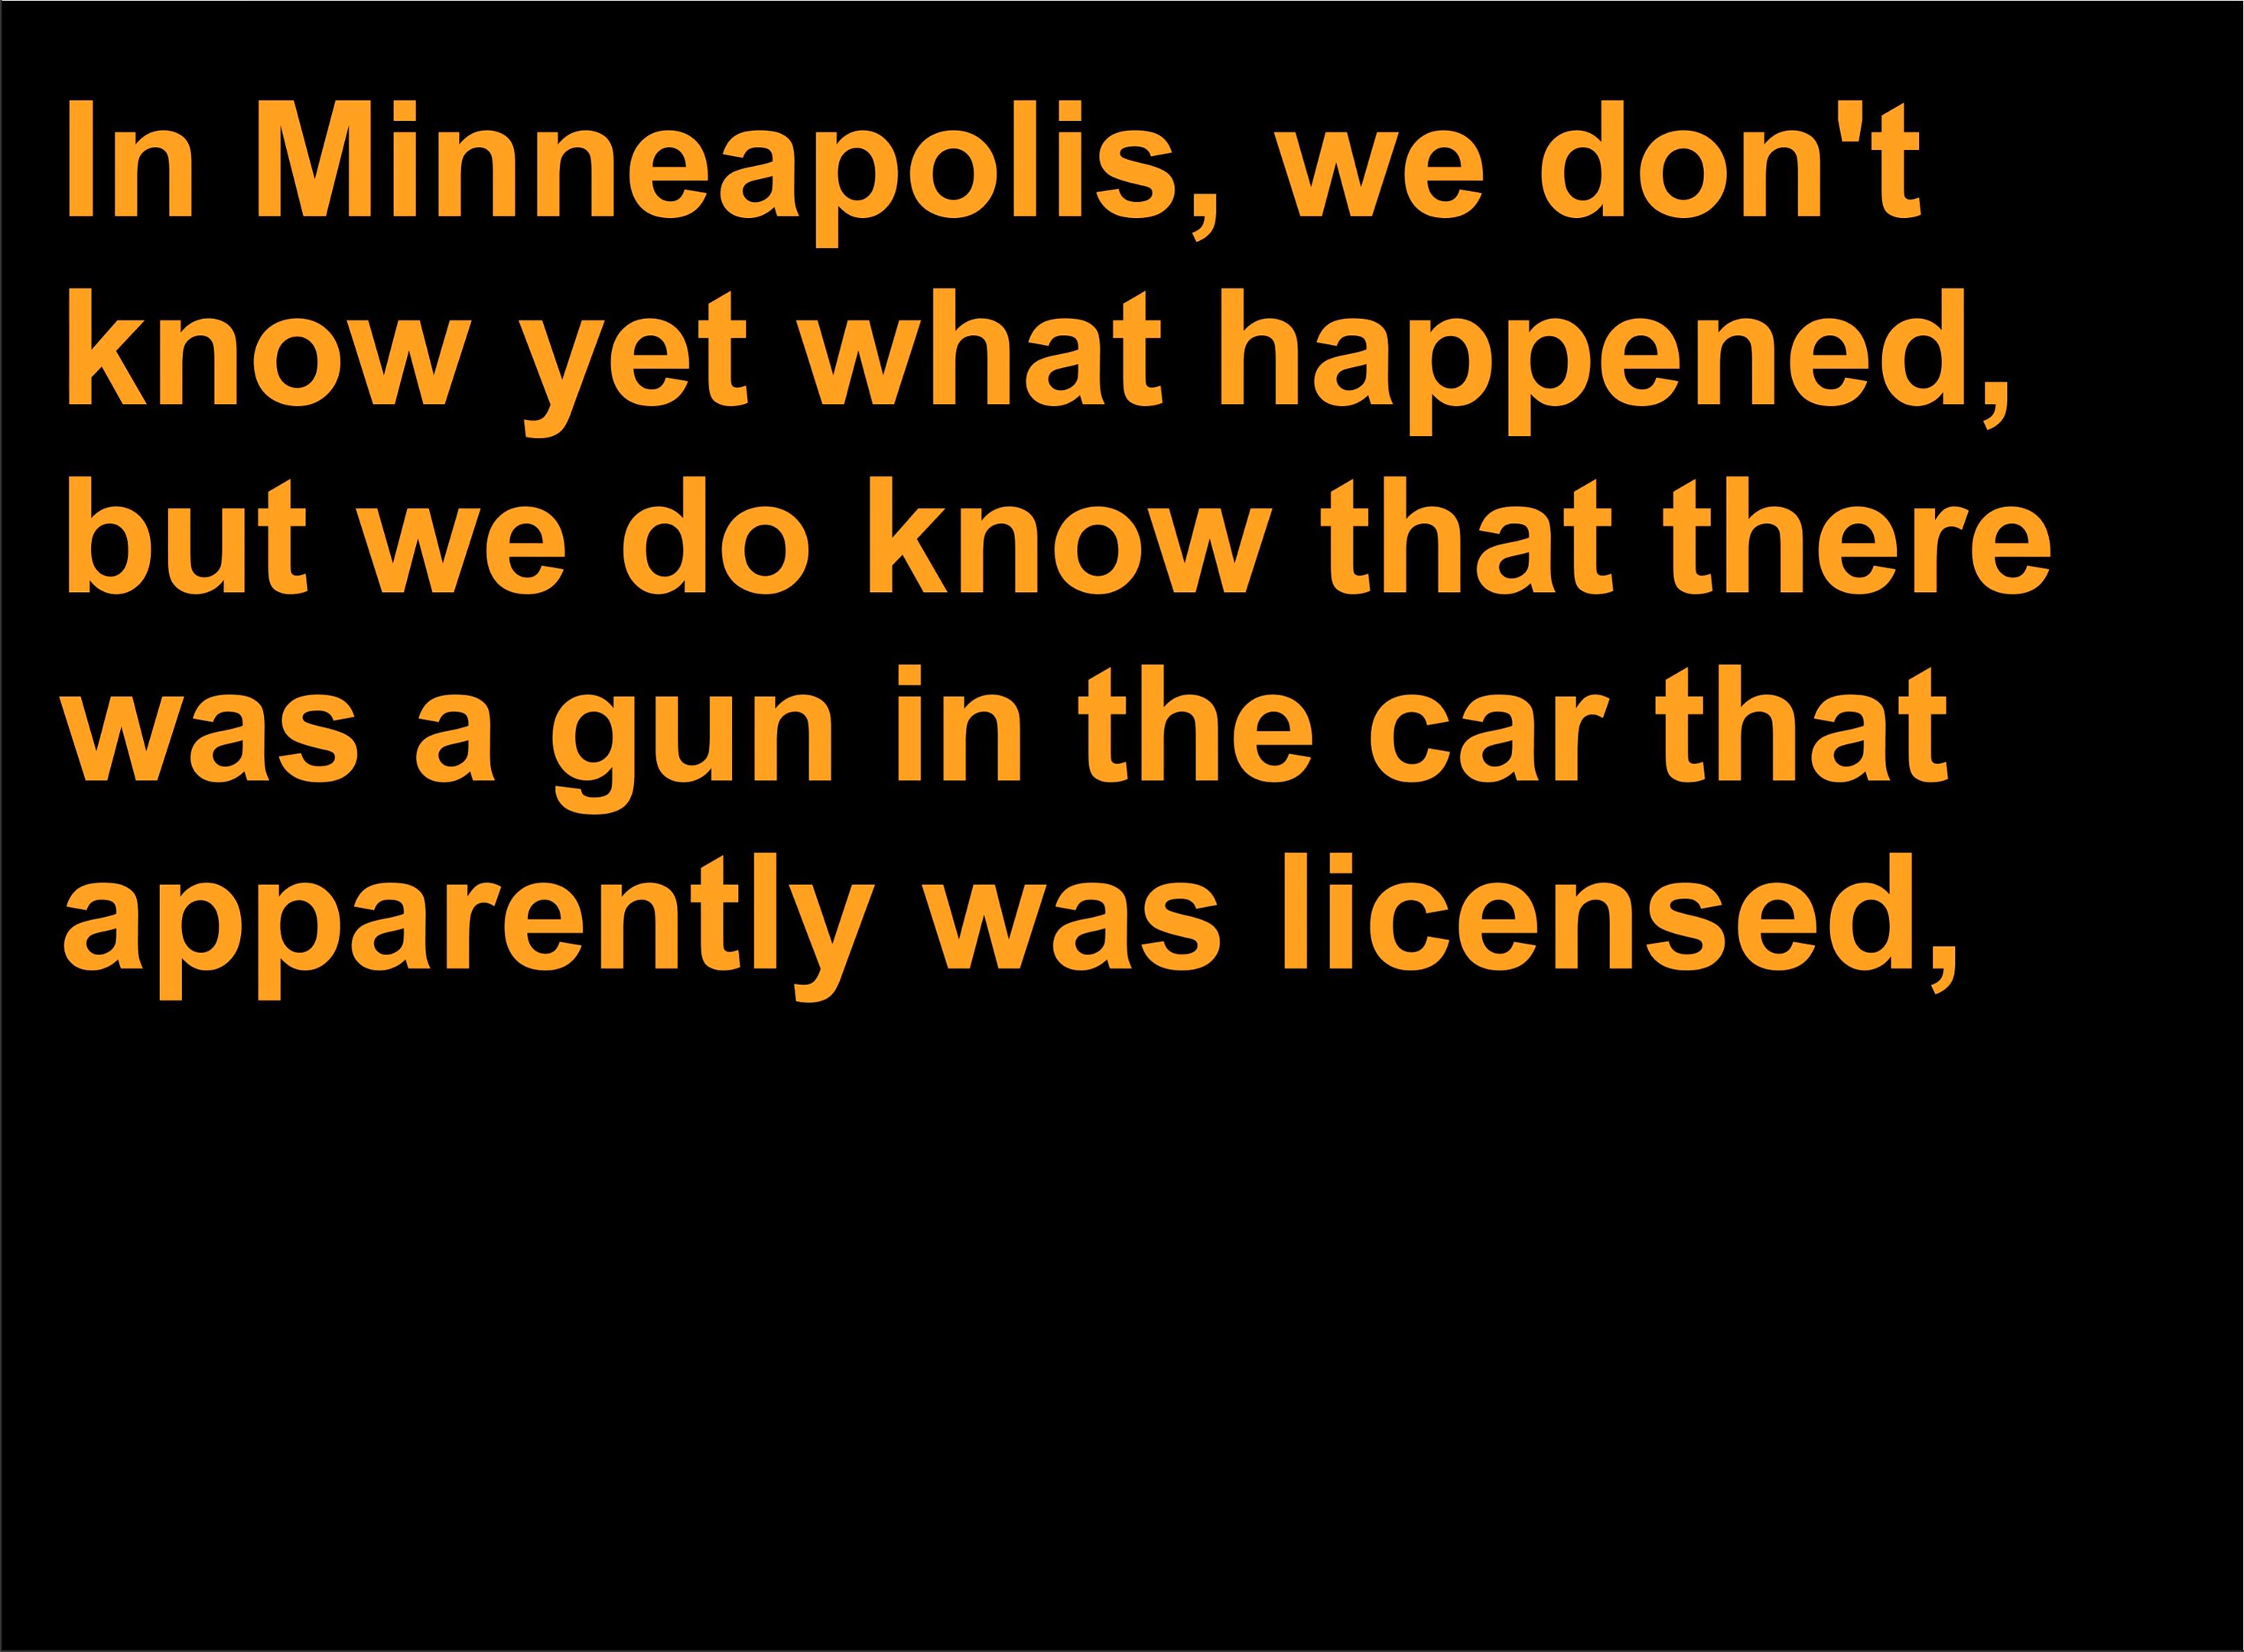 In Minneapolis, we don't
know yet what happened,
but we do know that there
was a gun in the car that
apparently was licensed,